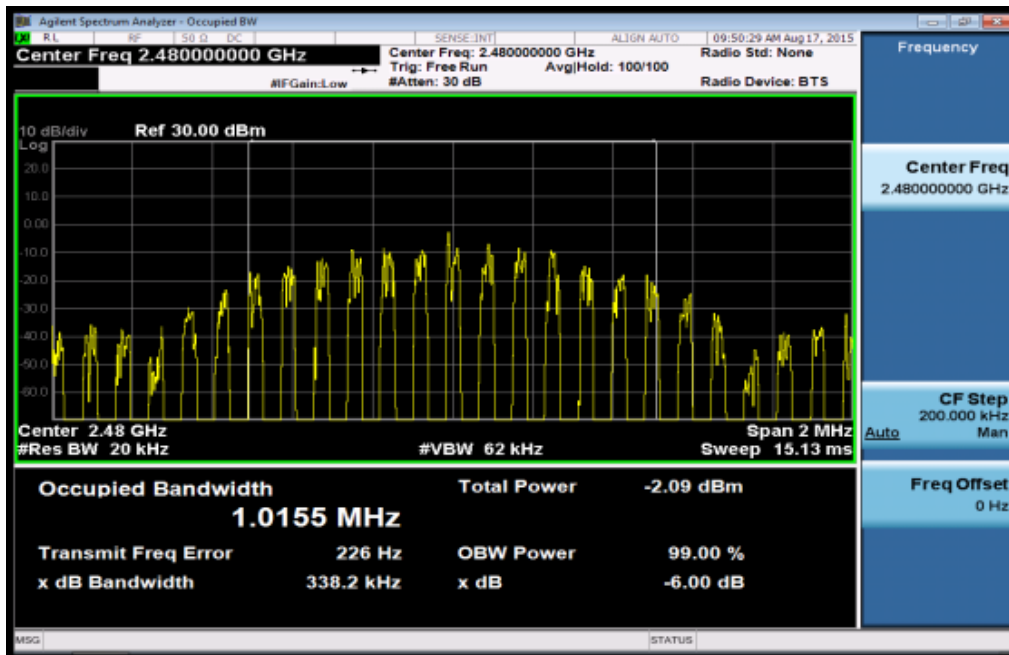 Agilent Spectrum Analyzer - Occupied BW
RL RF 50 Ω DC SENSE:INT ALIGN AUTO 09:50:29 AM Aug 17, 2015
Center Freq 2.480000000 GHz
Center Freq: 2.480000000 GHz Radio Std: None
Trig: Free Run Avg|Hold: 100/100
#IFGain:Low #Atten: 30 dB Radio Device: BTS
10 dB/div Ref 30.00 dBm
Log
20.0
10.0
0.00
-10.0
-20.0
-30.0
-40.0
-50.0
-60.0
Center 2.48 GHz Span 2 MHz
#Res BW 20 kHz #VBW 62 kHz Sweep 15.13 ms
Occupied Bandwidth Total Power -2.09 dBm
1.0155 MHz
Transmit Freq Error 226 Hz OBW Power 99.00 %
x dB Bandwidth 338.2 kHz x dB -6.00 dB
MSG STATUS
Frequency
Center Freq
2.480000000 GHz
CF Step
200.000 kHz
Auto Man
Freq Offset
0 Hz